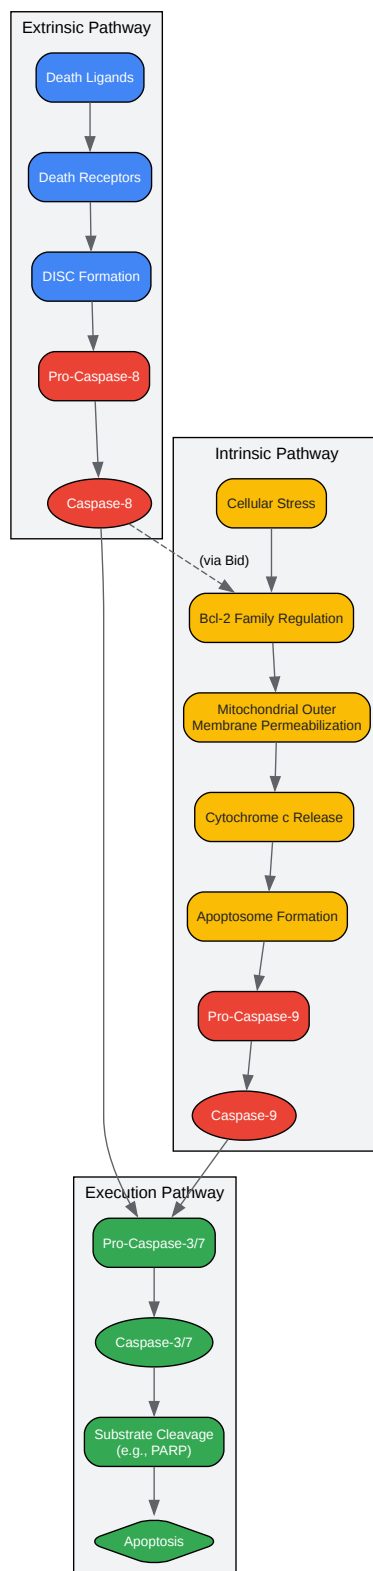 Extrinsic Pathway
Death Ligands
Death Receptors
DISC Formation
Pro-Caspase-8
Caspase-8
Intrinsic Pathway
Cellular Stress
(via Bid)
Bcl-2 Family Regulation
Mitochondrial Outer
Membrane Permeabilization
Cytochrome c Release
Apoptosome Formation
Pro-Caspase-9
Caspase-9
Execution Pathway
Pro-Caspase-3/7
Caspase-3/7
Substrate Cleavage
(e.g., PARP)
Apoptosis